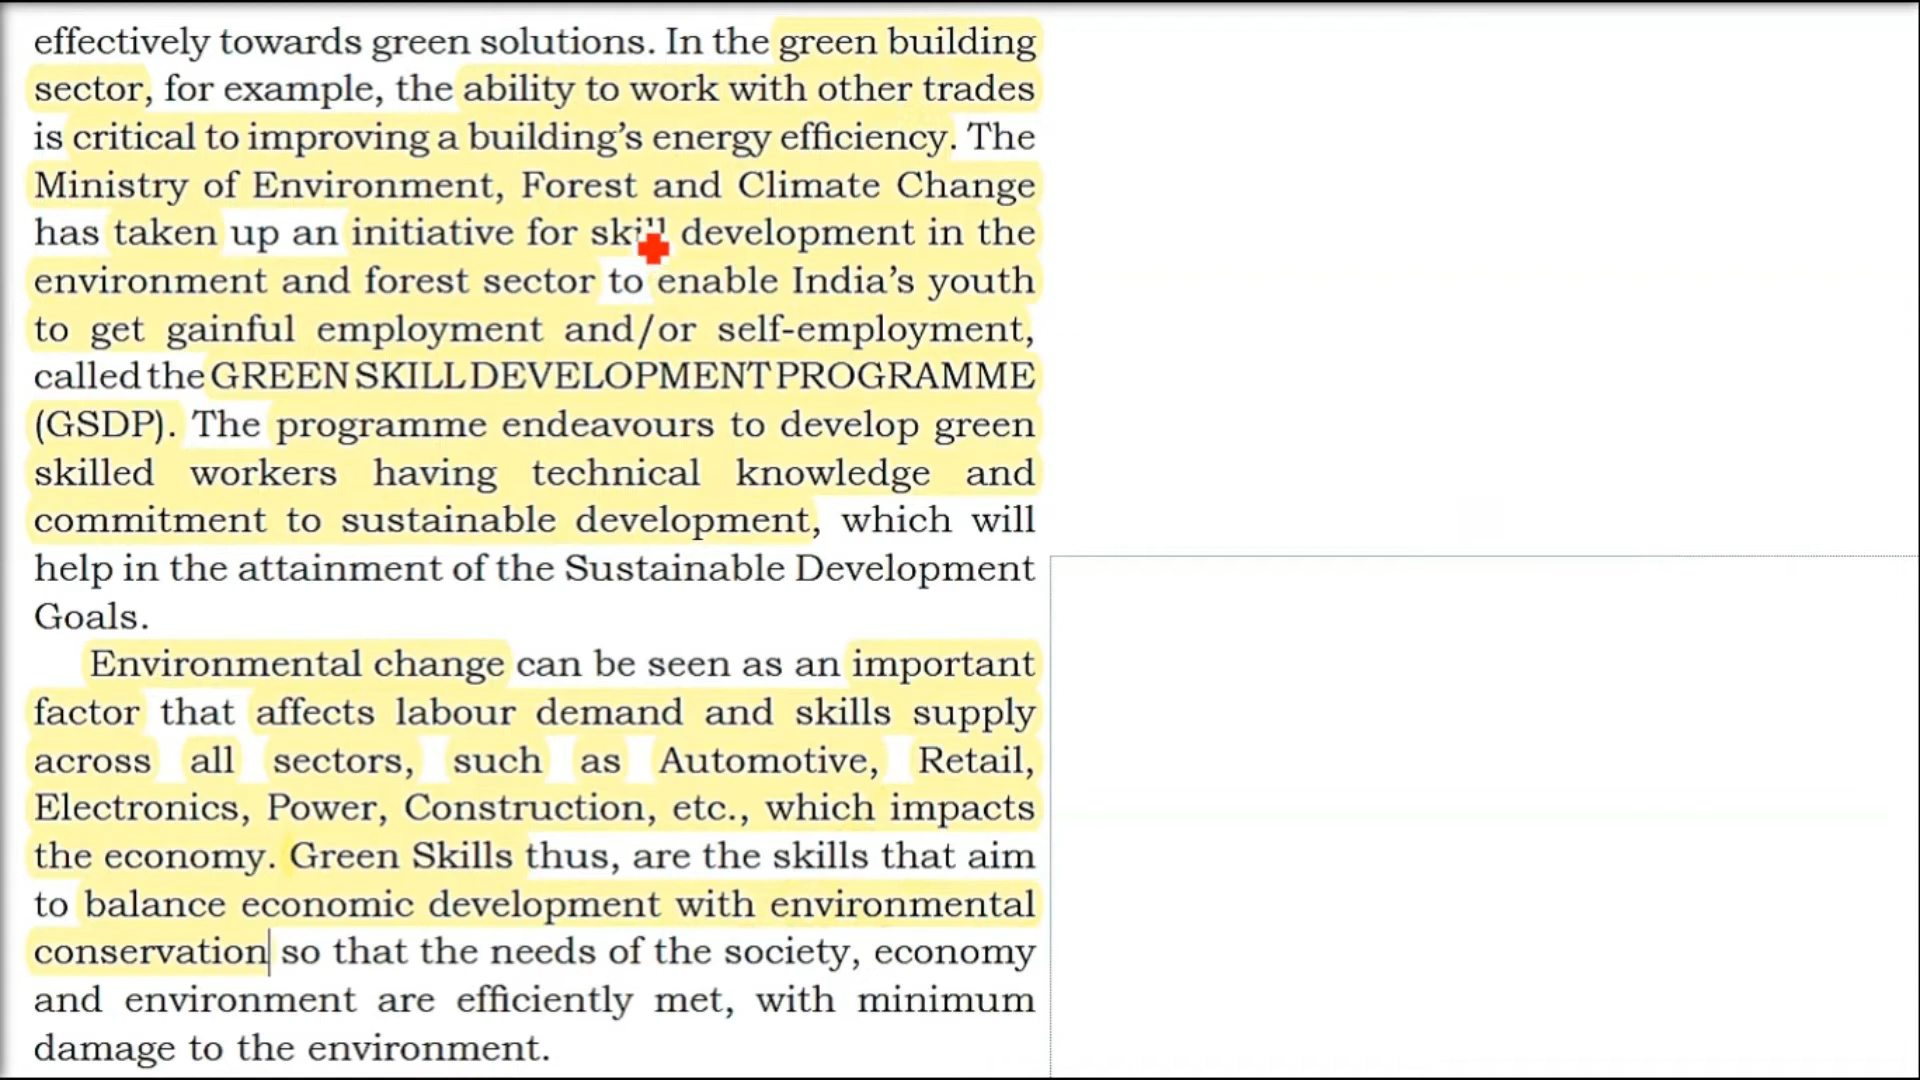 effectively towards green solutions. In the green building
sector, for example, the ability to work with other trades
is critical to improving a building’s energy efficiency. The
Ministry of Environment, Forest and Climate Change
has taken up an initiative for skill development in the
environment and forest sector to enable India’s youth
to get gainful employment and/or self-employment,
called the GREEN SKILL DEVELOPMENT PROGRAMME
(GSDP). The programme endeavours to develop green
skilled workers having technical knowledge and
commitment to sustainable development, which will
help in the attainment of the Sustainable Development
Goals.
Environmental change can be seen as an important
factor that affects labour demand and skills supply
across all sectors, such as Automotive, Retail,
Electronics, Power, Construction, etc., which impacts
the economy. Green Skills thus, are the skills that aim
to balance economic development with environmental
conservation so that the needs of the society, economy
and environment are efficiently met, with minimum
damage to the environment.